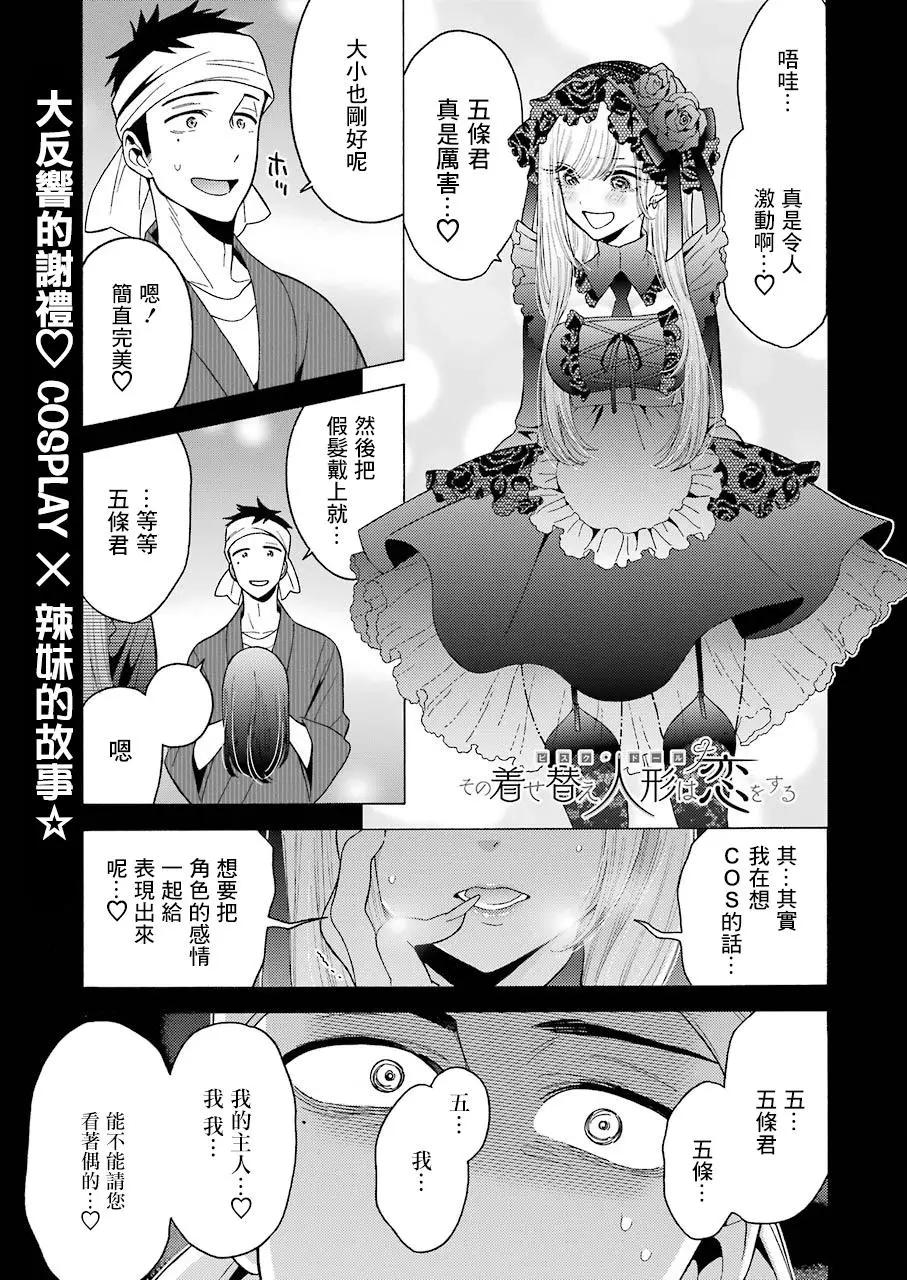 唔哇…
真是令人
激動啊…♡
五條君
真是厲害…♡
大小也剛好呢
ホッ
嗯！
簡直完美♡
大反響的謝禮♡ COSPLAY × 辣妹的故事☆
然後把
假髮戴上就…
…等等
五條君
嗯
ビスク・ドール
その着せ替え人形は恋をする
其…其實
我在想
COS的話…
想要把
角色的感情
一起給
表現出來
呢…♡
五…
五條君
五條…
五…
我…
我的主人…♡
我我…
能不能請您
看著偶的…♡